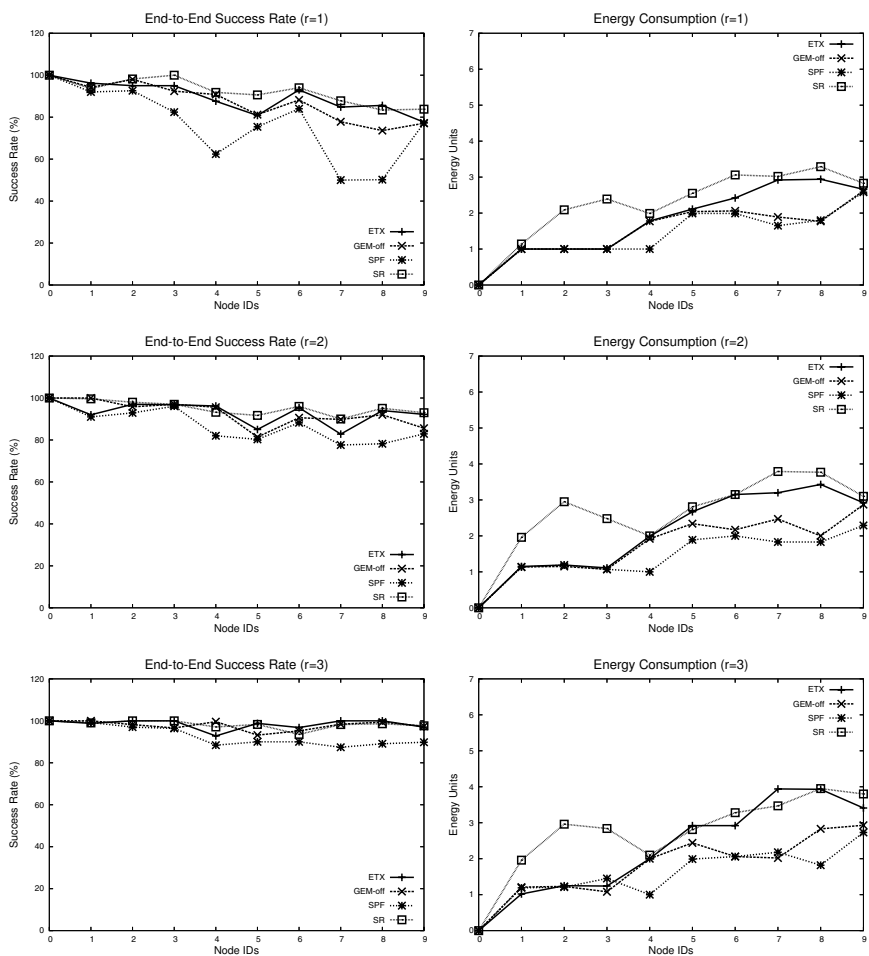 End-to-End Success Rate (r=1)
Success Rate (%)
120
100
80
60
40
20
0
ETX
GEM-off
SPF
SR
0 1 2 3 4 5 6 7 8 9
Node IDs
Energy Consumption (r=1)
Energy Units
7
6
5
4
3
2
1
0
ETX
GEM-off
SPF
SR
0 1 2 3 4 5 6 7 8 9
Node IDs
End-to-End Success Rate (r=2)
Success Rate (%)
120
100
80
60
40
20
0
ETX
GEM-off
SPF
SR
0 1 2 3 4 5 6 7 8 9
Node IDs
Energy Consumption (r=2)
Energy Units
7
6
5
4
3
2
1
0
ETX
GEM-off
SPF
SR
0 1 2 3 4 5 6 7 8 9
Node IDs
End-to-End Success Rate (r=3)
Success Rate (%)
120
100
80
60
40
20
0
ETX
GEM-off
SPF
SR
0 1 2 3 4 5 6 7 8 9
Node IDs
Energy Consumption (r=3)
Energy Units
7
6
5
4
3
2
1
0
ETX
GEM-off
SPF
SR
0 1 2 3 4 5 6 7 8 9
Node IDs